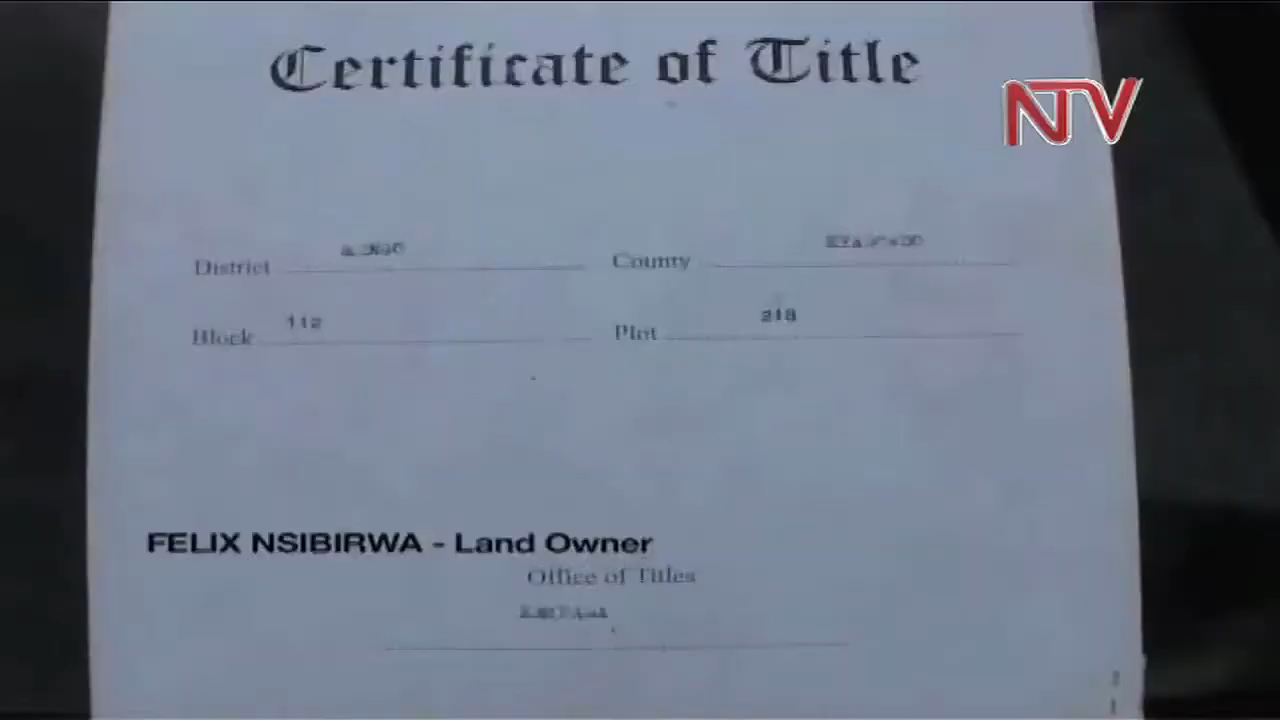 Certificate of Title
NTV
District County
Block 112 Plot 218
FELIX NSIBIRWA - Land Owner
Office of Titles